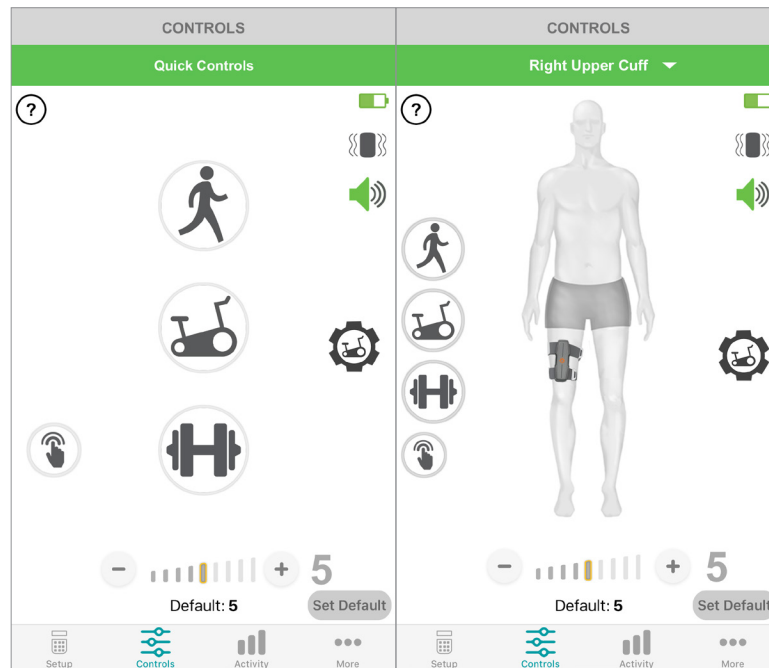 CONTROLS
Quick Controls
?
5
Default: 5
Set Default
Setup
Controls
Activity
More
CONTROLS
Right Upper Cuff
?
5
Default: 5
Set Default
Setup
Controls
Activity
More